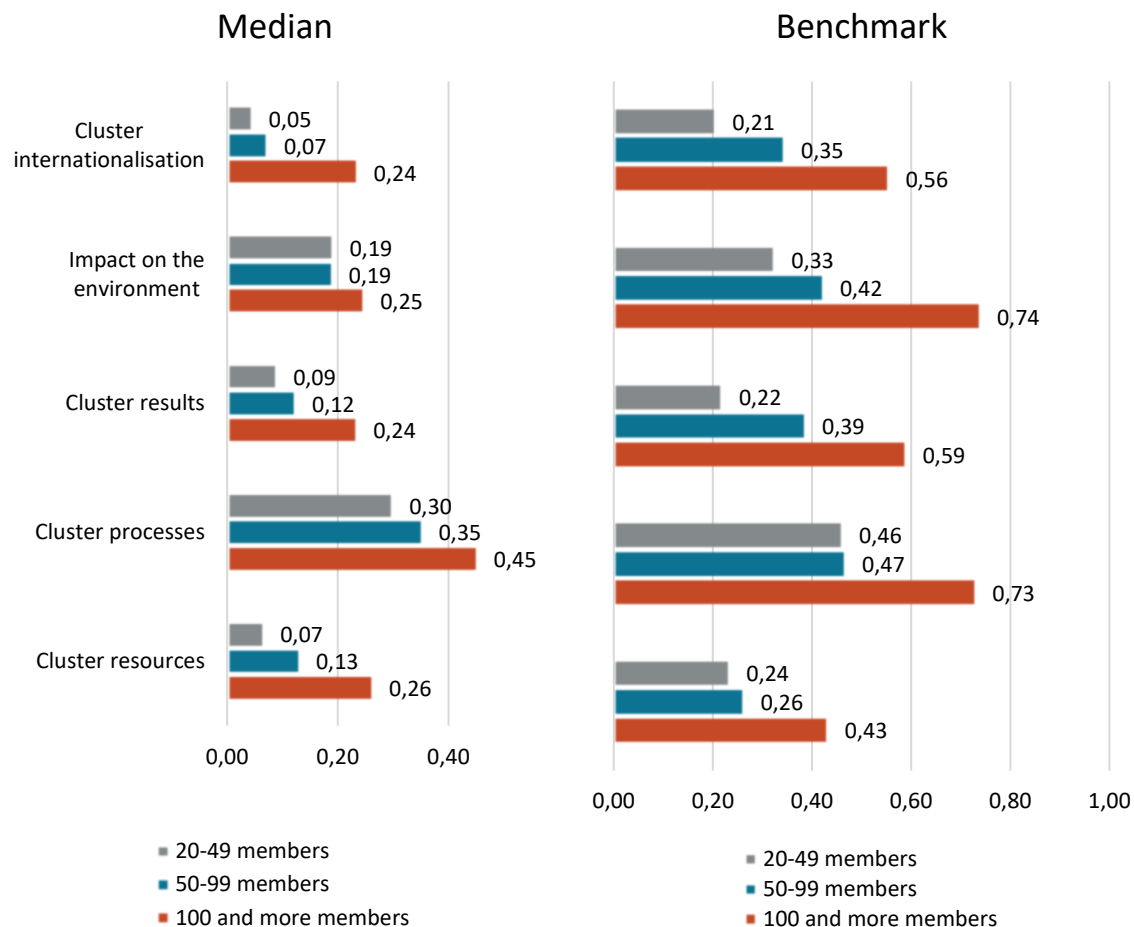 Median
Cluster
internationalisation
0,05
0,07
0,24
Impact on the
environment
0,19
0,19
0,25
Cluster results
0,09
0,12
0,24
Cluster processes
0,30
0,35
0,45
Cluster resources
0,07
0,13
0,26
0,00 0,20 0,40
20-49 members
50-99 members
100 and more members
Benchmark
0,21
0,35
0,56
0,33
0,42
0,74
0,22
0,39
0,59
0,46
0,47
0,73
0,24
0,26
0,43
0,00 0,20 0,40 0,60 0,80 1,00
20-49 members
50-99 members
100 and more members